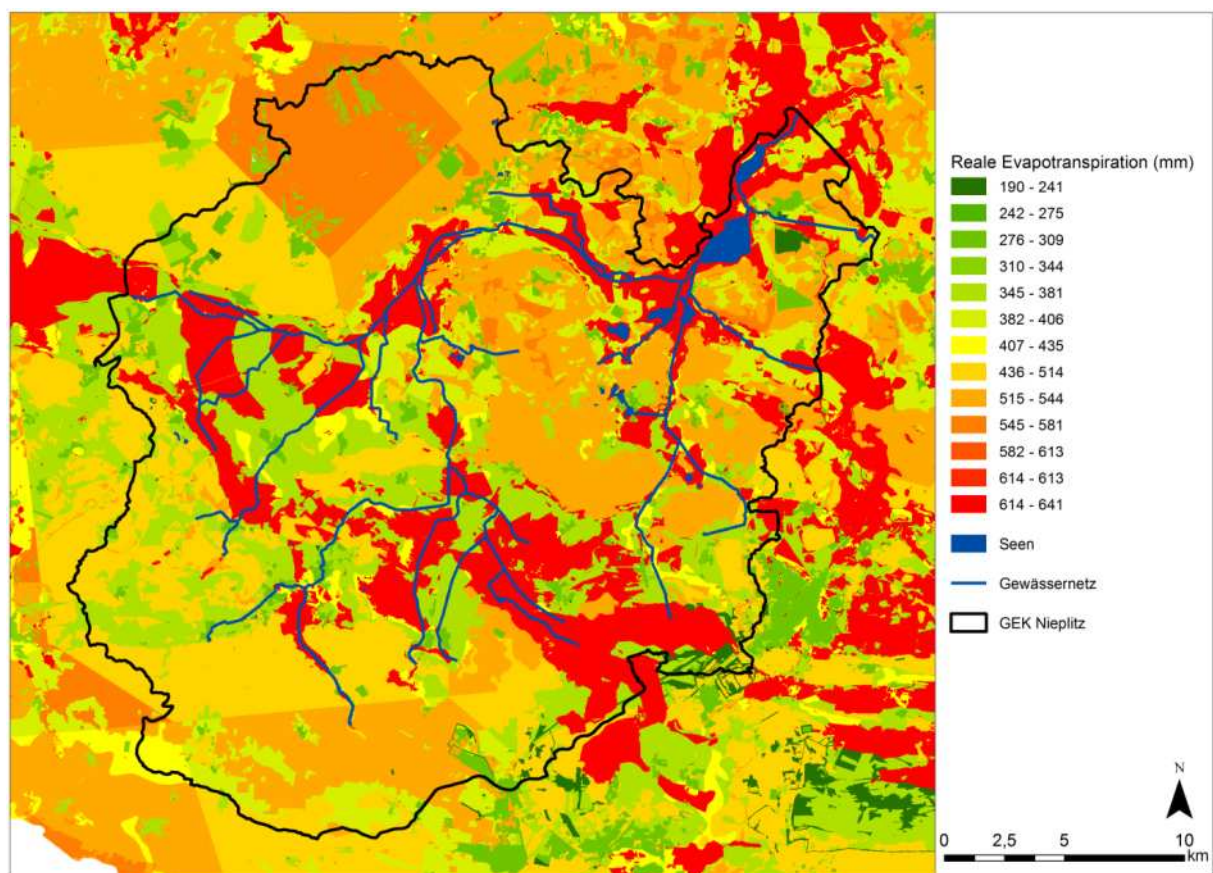 Reale Evapotranspiration (mm)
190 - 241
242 - 275
276 - 309
310 - 344
345 - 381
382 - 406
407 - 435
436 - 514
515 - 544
545 - 581
582 - 613
614 - 613
614 - 641
Seen
Gewässernetz
GEK Nieplitz
N
0 2,5 5 10
km